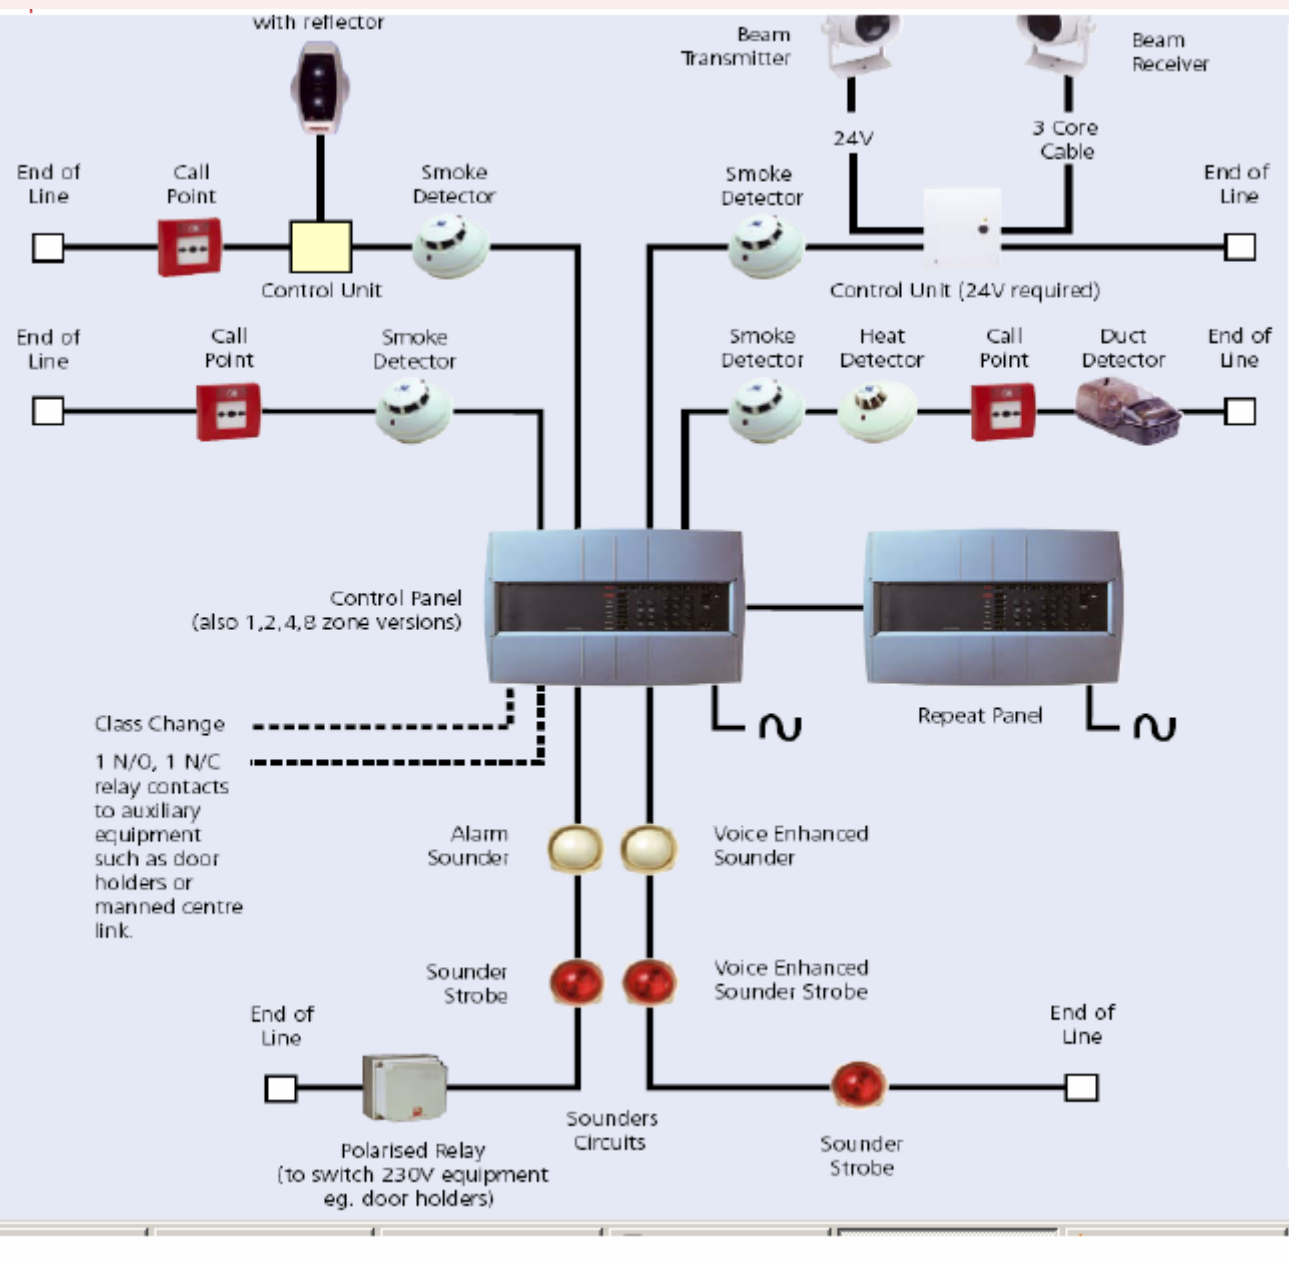 with reflector
Beam
Transmitter
Beam
Receiver
24V
3 Core
Cable
End of
Line
Call
Point
Smoke
Detector
Smoke
Detector
End of
Line
Control Unit
Control Unit (24V required)
End of
Line
Call
Point
Smoke
Detector
Smoke
Detector
Heat
Detector
Call
Point
Duct
Detector
End of
Line
Control Panel
(also 1,2,4,8 zone versions)
Repeat Panel
Class Change
1 N/O, 1 N/C
relay contacts
to auxiliary
equipment
such as door
holders or
manned centre
link.
Alarm
Sounder
Voice Enhanced
Sounder
Sounder
Strobe
Voice Enhanced
Sounder Strobe
End of
Line
End of
Line
Sounders
Circuits
Polarised Relay
(to switch 230V equipment
eg. door holders)
Sounder
Strobe